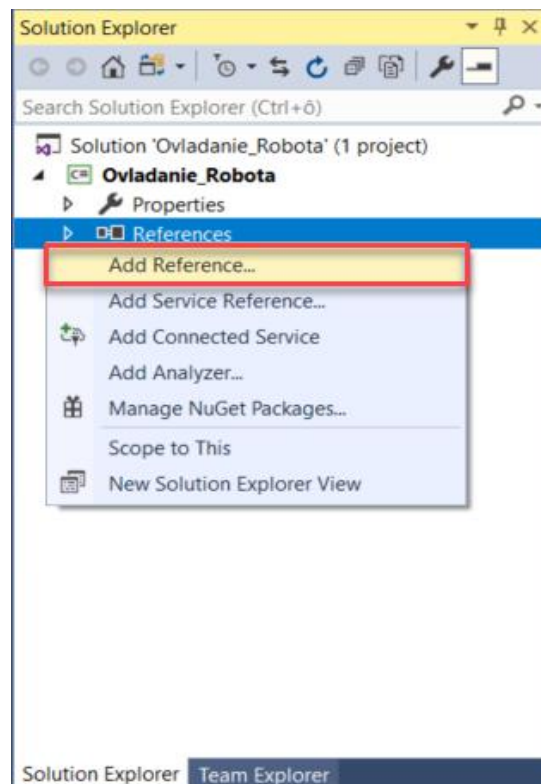 Solution Explorer
Search Solution Explorer (Ctrl+ô)
Solution 'Ovladanie_Robota' (1 project)
C#
Ovladanie_Robota
Properties
References
Add Reference...
Add Service Reference...
Add Connected Service
Add Analyzer...
Manage NuGet Packages...
Scope to This
New Solution Explorer View
Solution Explorer Team Explorer